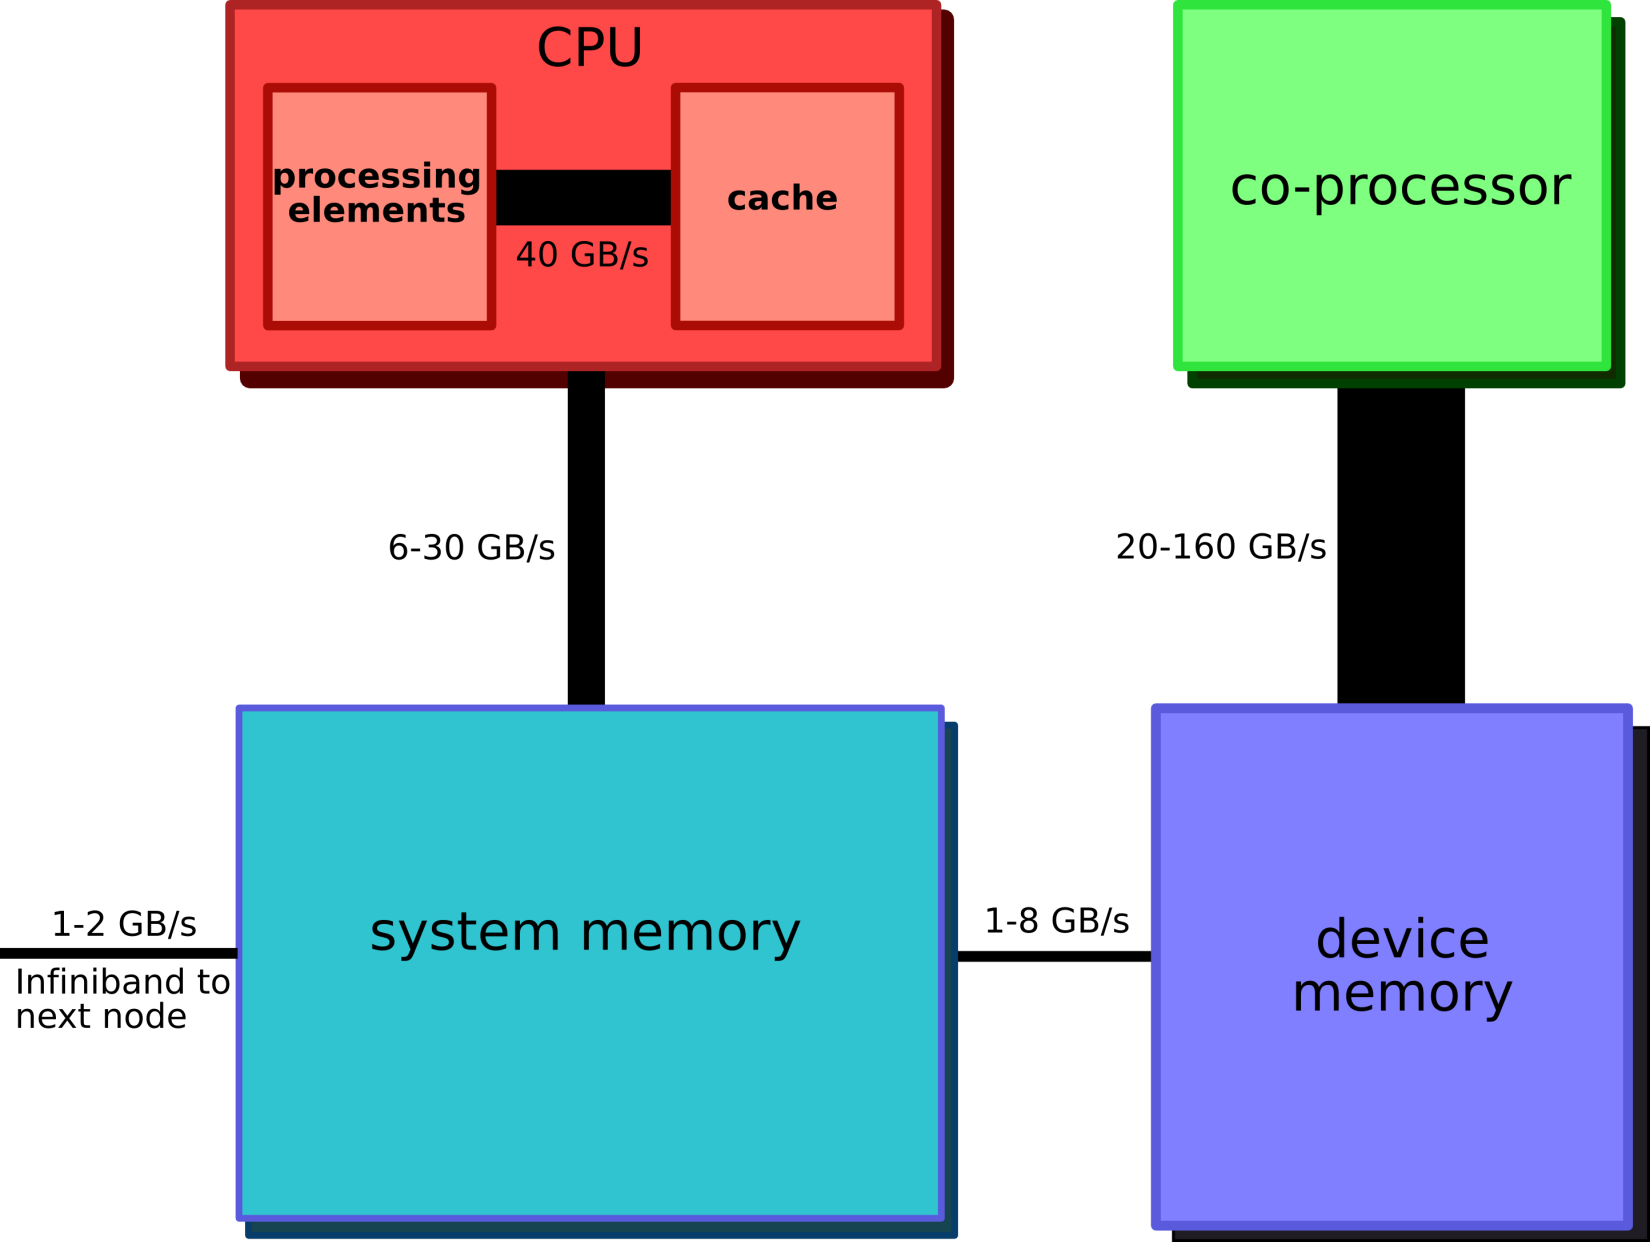 CPU
processing
elements
cache
40 GB/s
co-processor
6-30 GB/s
20-160 GB/s
1-2 GB/s
Infiniband to
next node
system memory
1-8 GB/s
device
memory